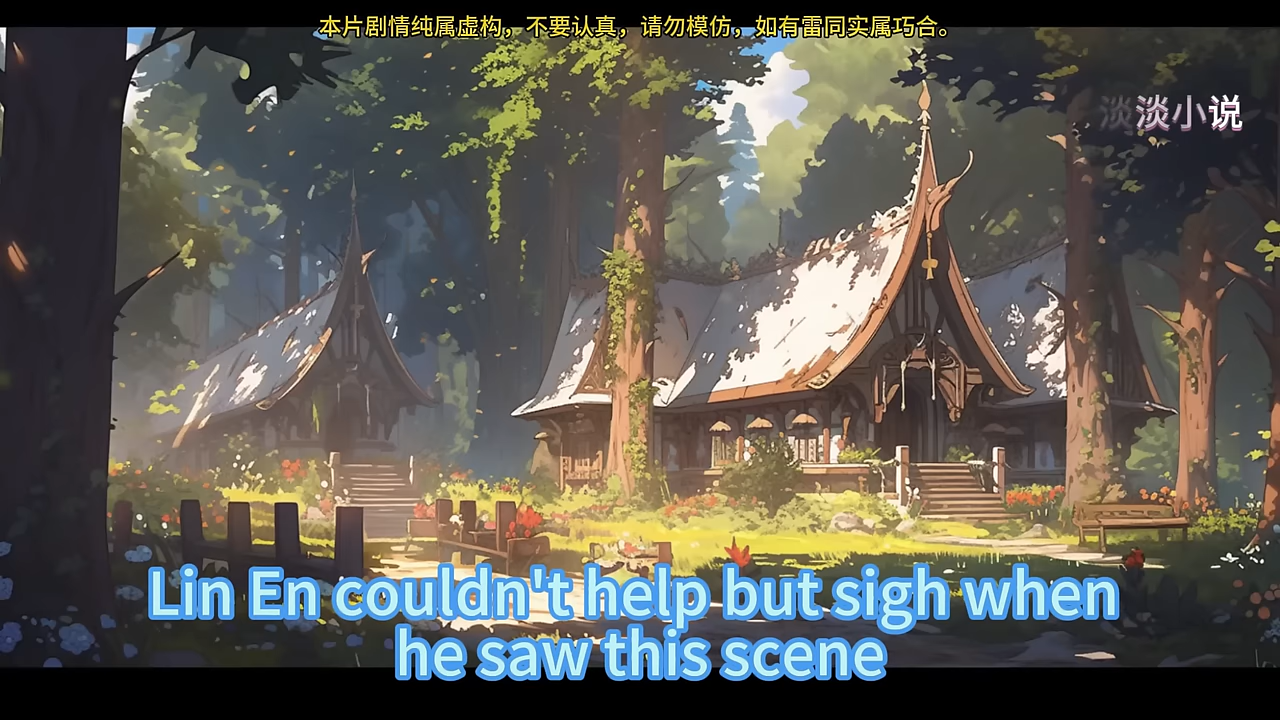 本片剧情纯属虚构，不要认真，请勿模仿，如有雷同实属巧合。
淡淡小说
Lin En couldn't help but sigh when
he saw this scene